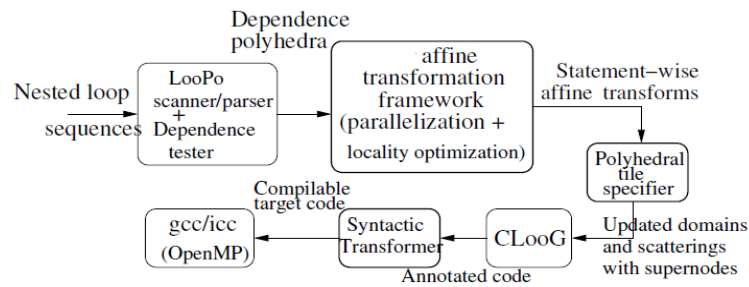 Nested loop
sequences
LooPo
scanner/parser
+
Dependence
tester
Dependence
polyhedra
affine
transformation
framework
(parallelization +
locality optimization)
Statement−wise
affine transforms
Polyhedral
tile
specifier
Updated domains
and scatterings
with supernodes
CLooG
Annotated code
Syntactic
Transformer
Compilable
target code
gcc/icc
(OpenMP)